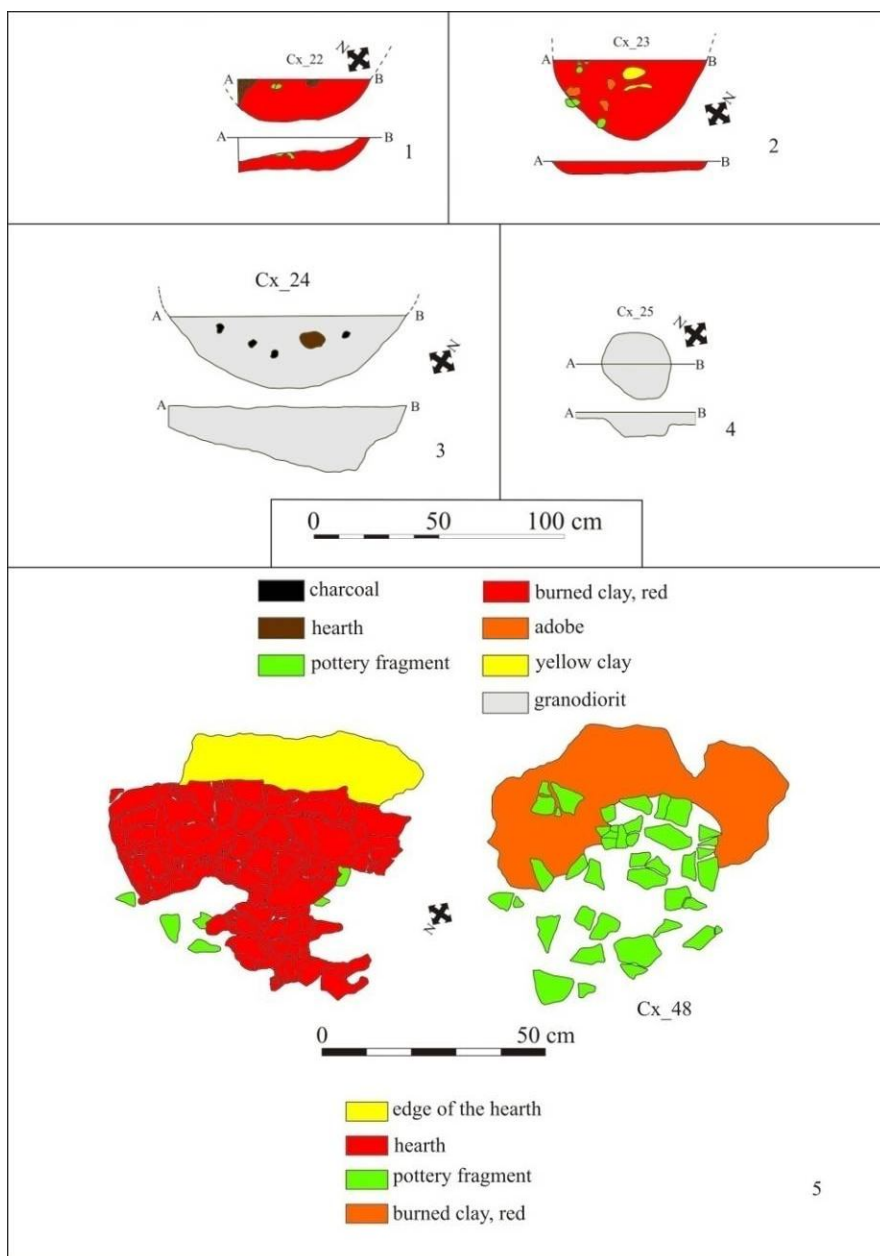 Cx_22
N
A B
A B
1
Cx_23
A B
N
A B
2
Cx_24
A B
N
A B
3
Cx_25
N
A B
A B
4
0 50 100 cm
charcoal
hearth
pottery fragment
burned clay, red
adobe
yellow clay
granodiorit
N
Cx_48
0 50 cm
edge of the hearth
hearth
pottery fragment
burned clay, red
5